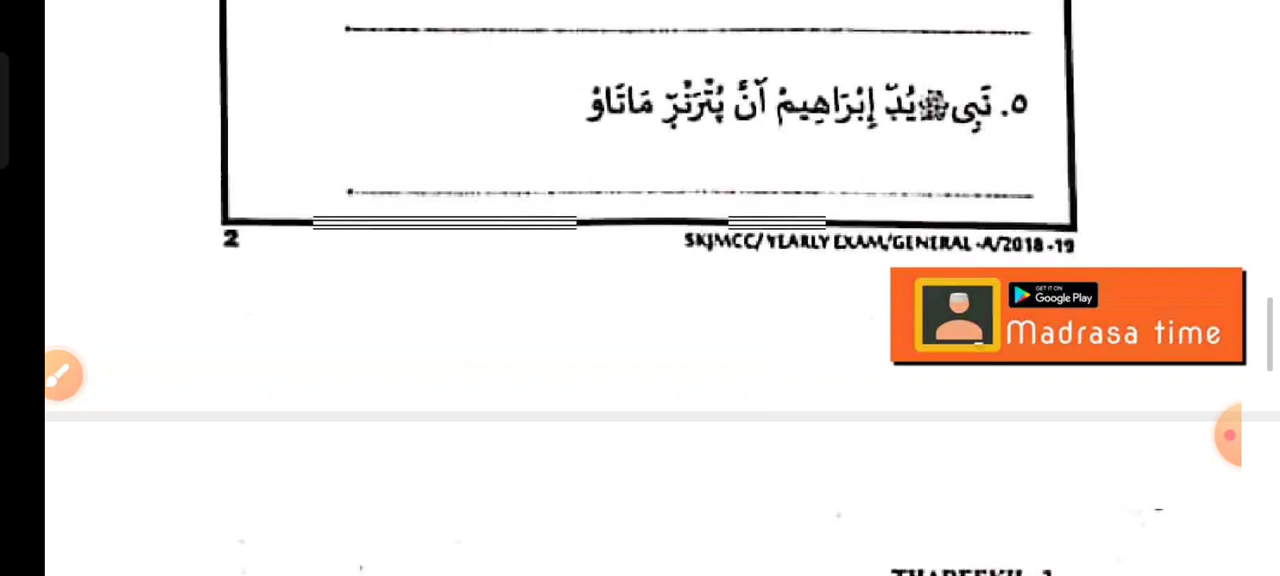 ٥. نَبِى ﷺ يُدّ إِبْرَاهِيمْ آنْ پُتْرَنْرٖ مَاتَاوْ
2
SKJMCC/ YEARLY EXAM/GENERAL -A/2018-19
GET IT ON
Google Play
Madrasa time